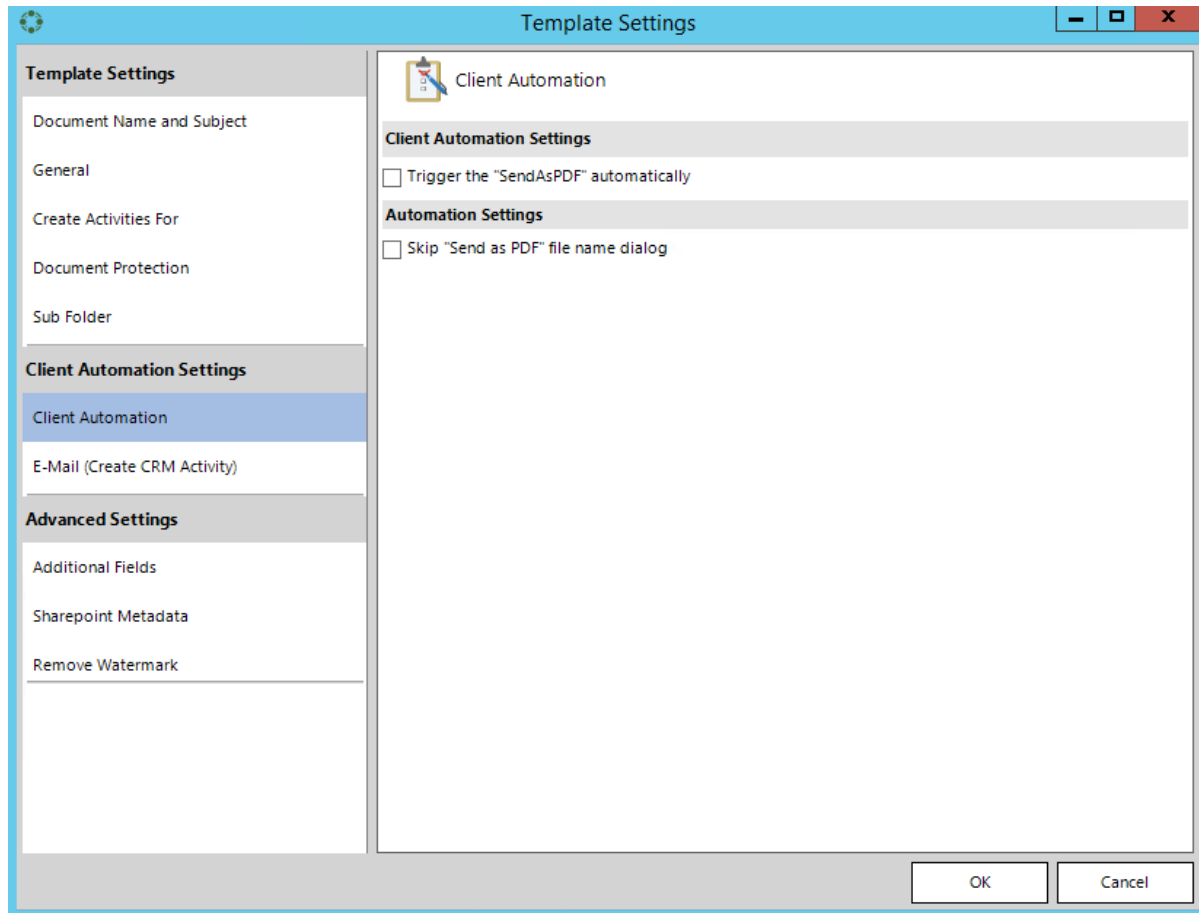 Template Settings
Template Settings
Document Name and Subject
General
Create Activities For
Document Protection
Sub Folder
Client Automation Settings
Client Automation
E-Mail (Create CRM Activity)
Advanced Settings
Additional Fields
Sharepoint Metadata
Remove Watermark
Client Automation
Client Automation Settings
Trigger the "SendAsPDF" automatically
Automation Settings
Skip "Send as PDF" file name dialog
OK
Cancel